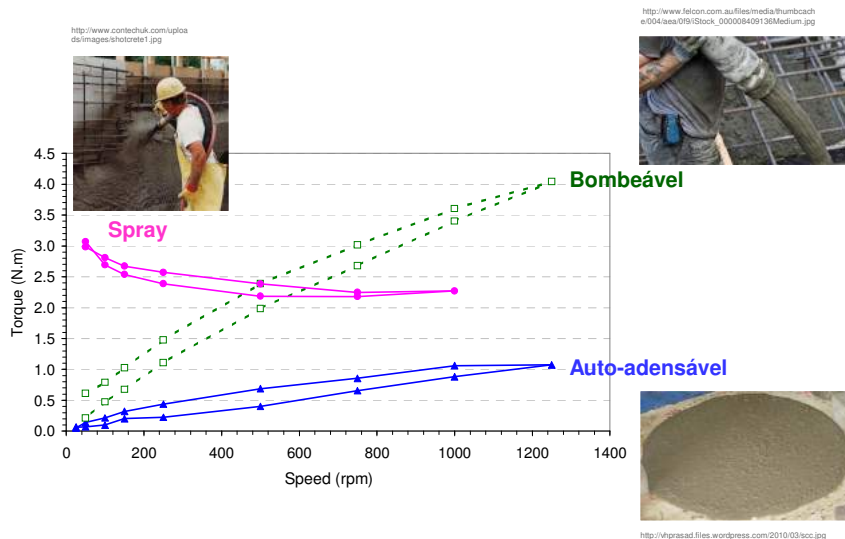 http://www.contechuk.com/uploa
ds/images/shotcrete1.jpg
http://www.felcon.com.au/files/media/thumbcach
e/004/aea/0f9/iStock_000008409136Medium.jpg
4.5
4.0
3.5
3.0
2.5
2.0
1.5
1.0
0.5
0.0
Torque (N.m)
Spray
Bombeável
Auto-adensável
0
200
400
600
800
1000
1200
1400
Speed (rpm)
http://vhprasad.files.wordpress.com/2010/03/scc.jpg